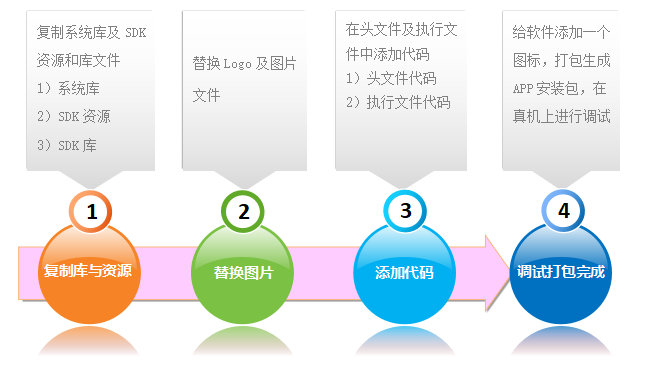 复制系统库及 SDK
资源和库文件
1）系统库
2）SDK 资源
3）SDK 库
替换 Logo 及图片
文件
在头文件及执行文
件中添加代码
1）头文件代码
2）执行文件代码
给软件添加一个
图标，打包生成
APP 安装包，在
真机上进行调试
1
2
3
4
复制库与资源
替换图片
添加代码
调试打包完成